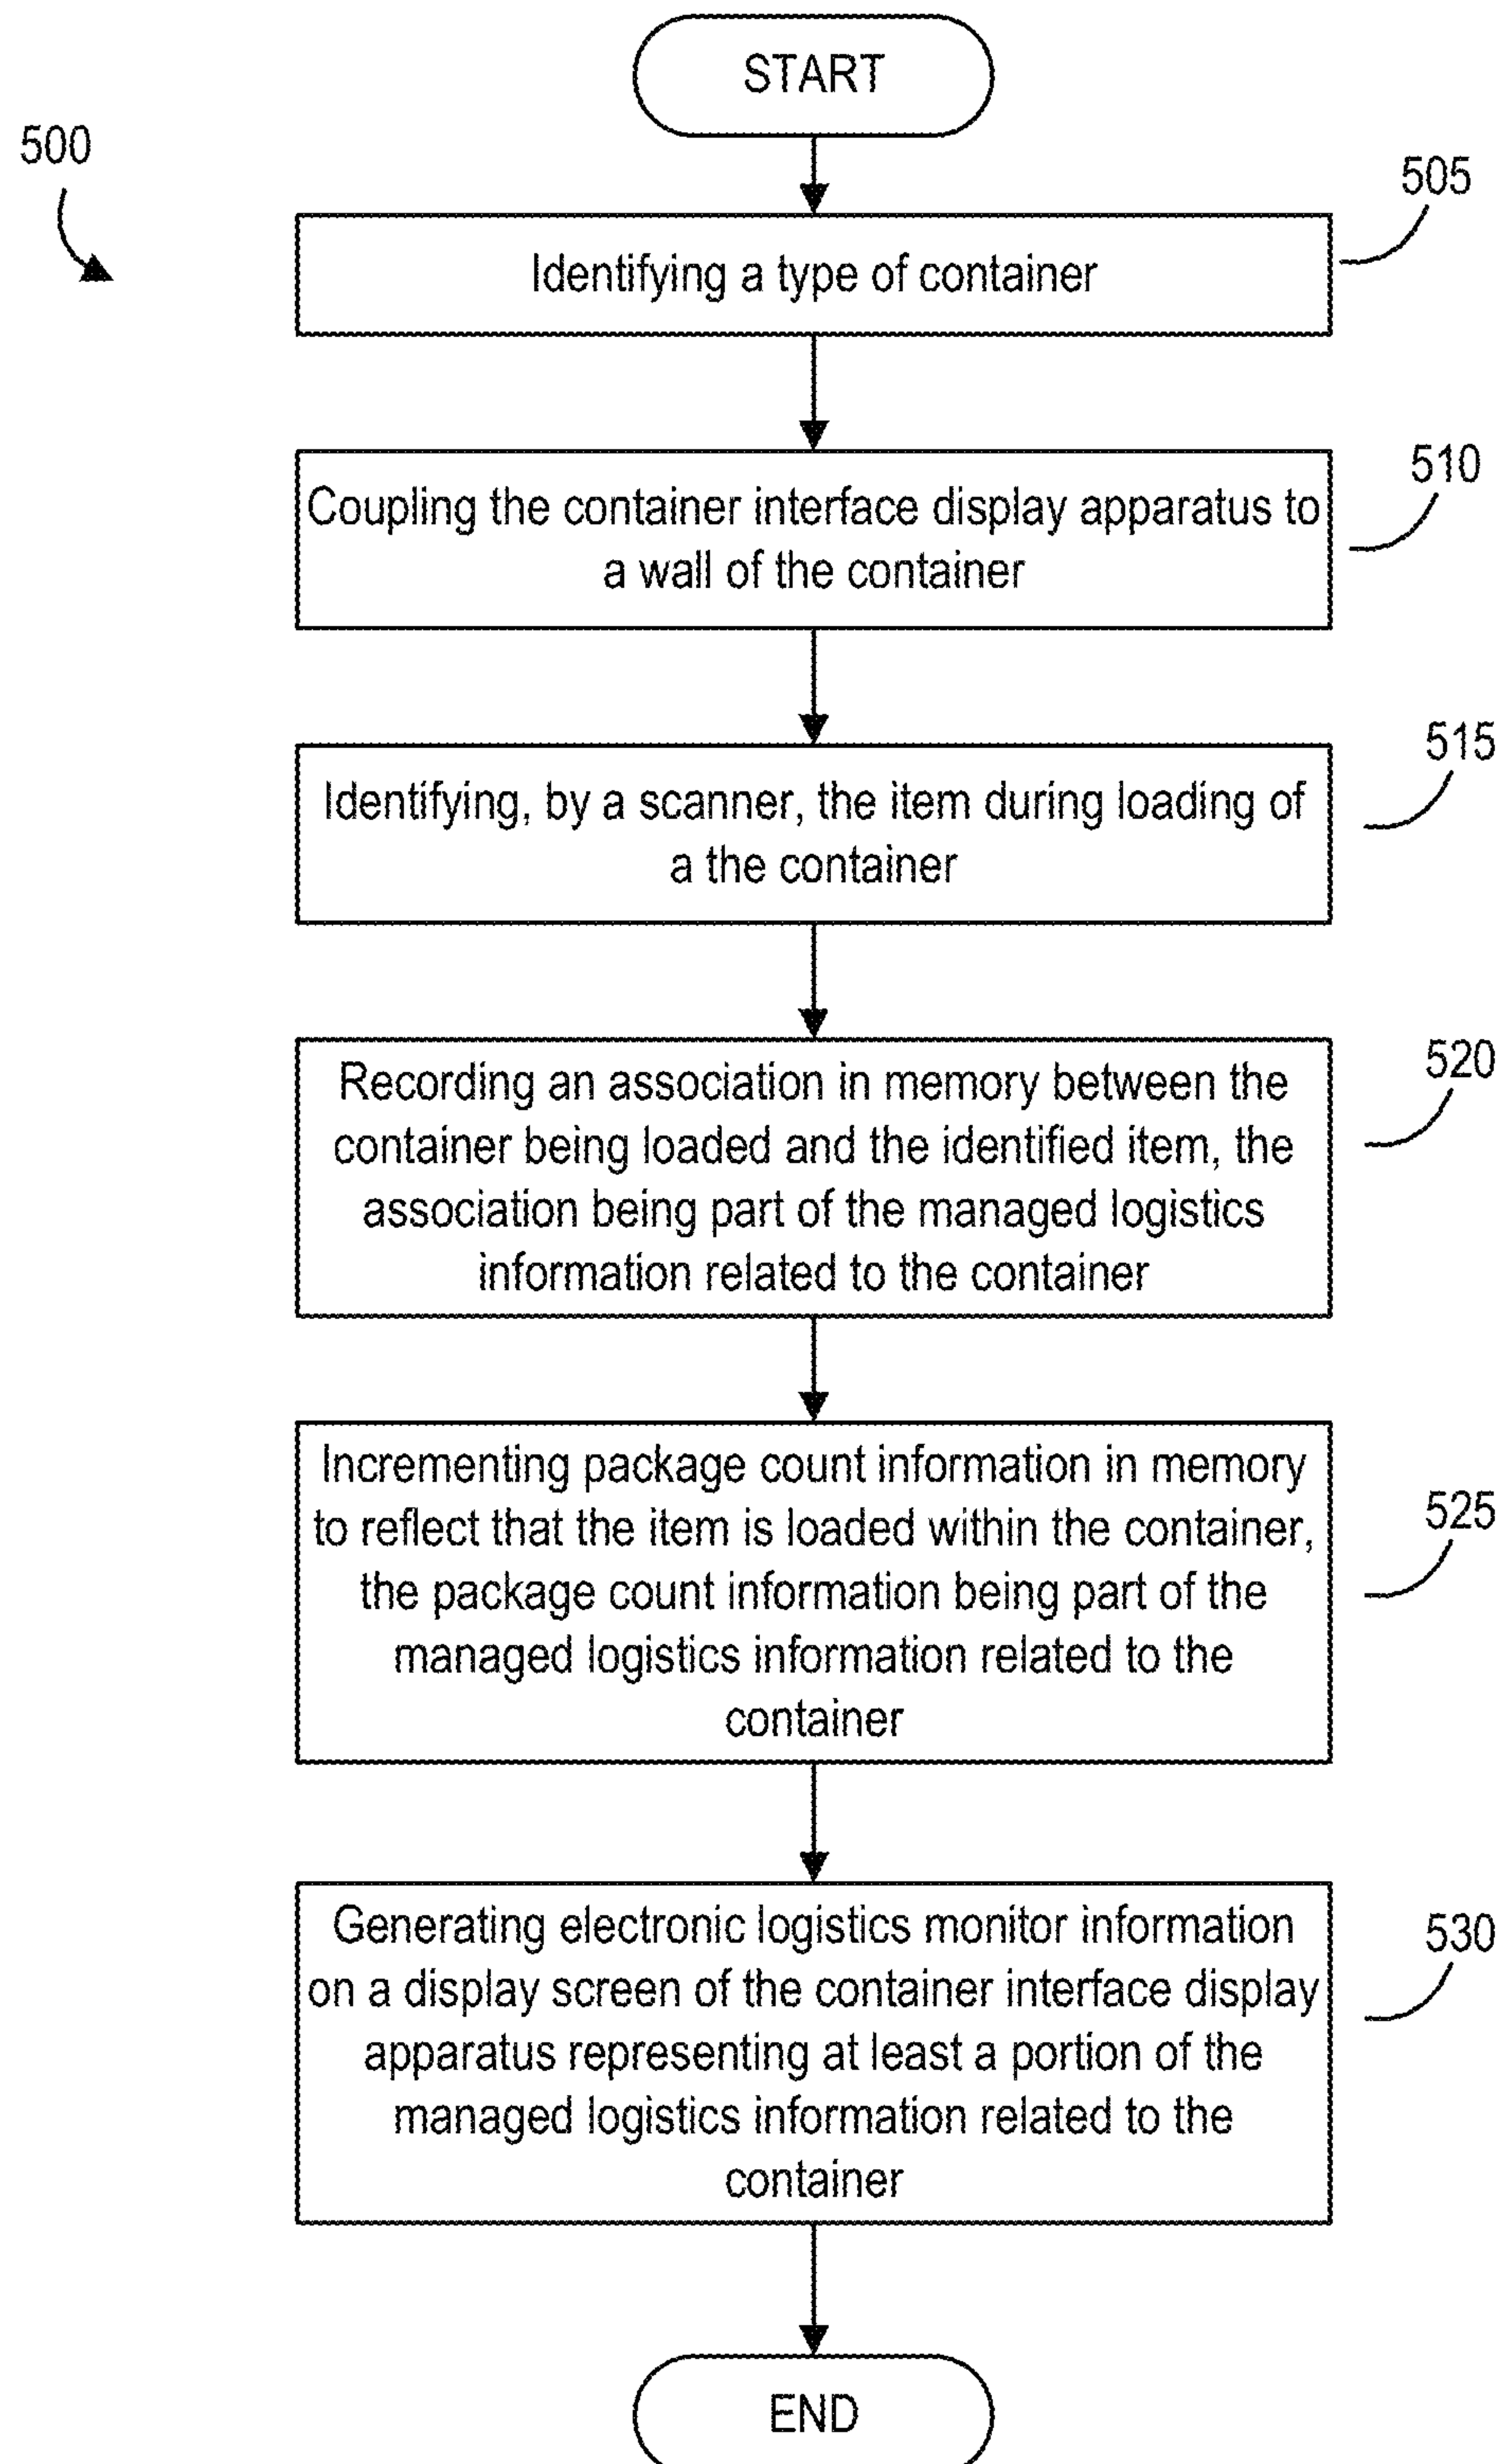 START
500
505
Identifying a type of container
510
Coupling the container interface display apparatus to
a wall of the container
515
Identifying, by a scanner, the item during loading of
a the container
520
Recording an association in memory between the
container being loaded and the identified item, the
association being part of the managed logistics
information related to the container
525
Incrementing package count information in memory
to reflect that the item is loaded within the container,
the package count information being part of the
managed logistics information related to the
container
530
Generating electronic logistics monitor information
on a display screen of the container interface display
apparatus representing at least a portion of the
managed logistics information related to the
container
END